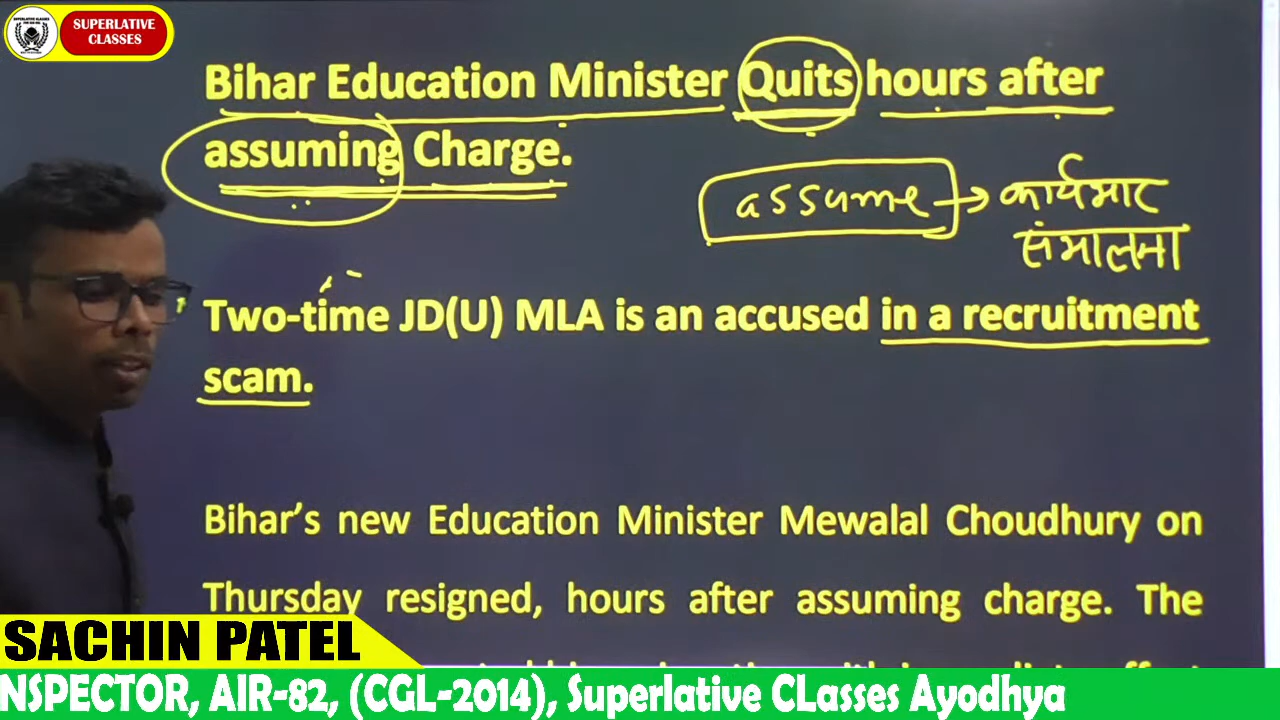 SUPERLATIVE
CLASSES
Bihar Education Minister Quits hours after
assuming Charge.
assume → कार्यभार
संभालना
Two-time JD(U) MLA is an accused in a recruitment
scam.
Bihar's new Education Minister Mewalal Choudhury on
Thursday resigned, hours after assuming charge. The
SACHIN PATEL
NSPECTOR, AIR-82, (CGL-2014), Superlative CLasses Ayodhya